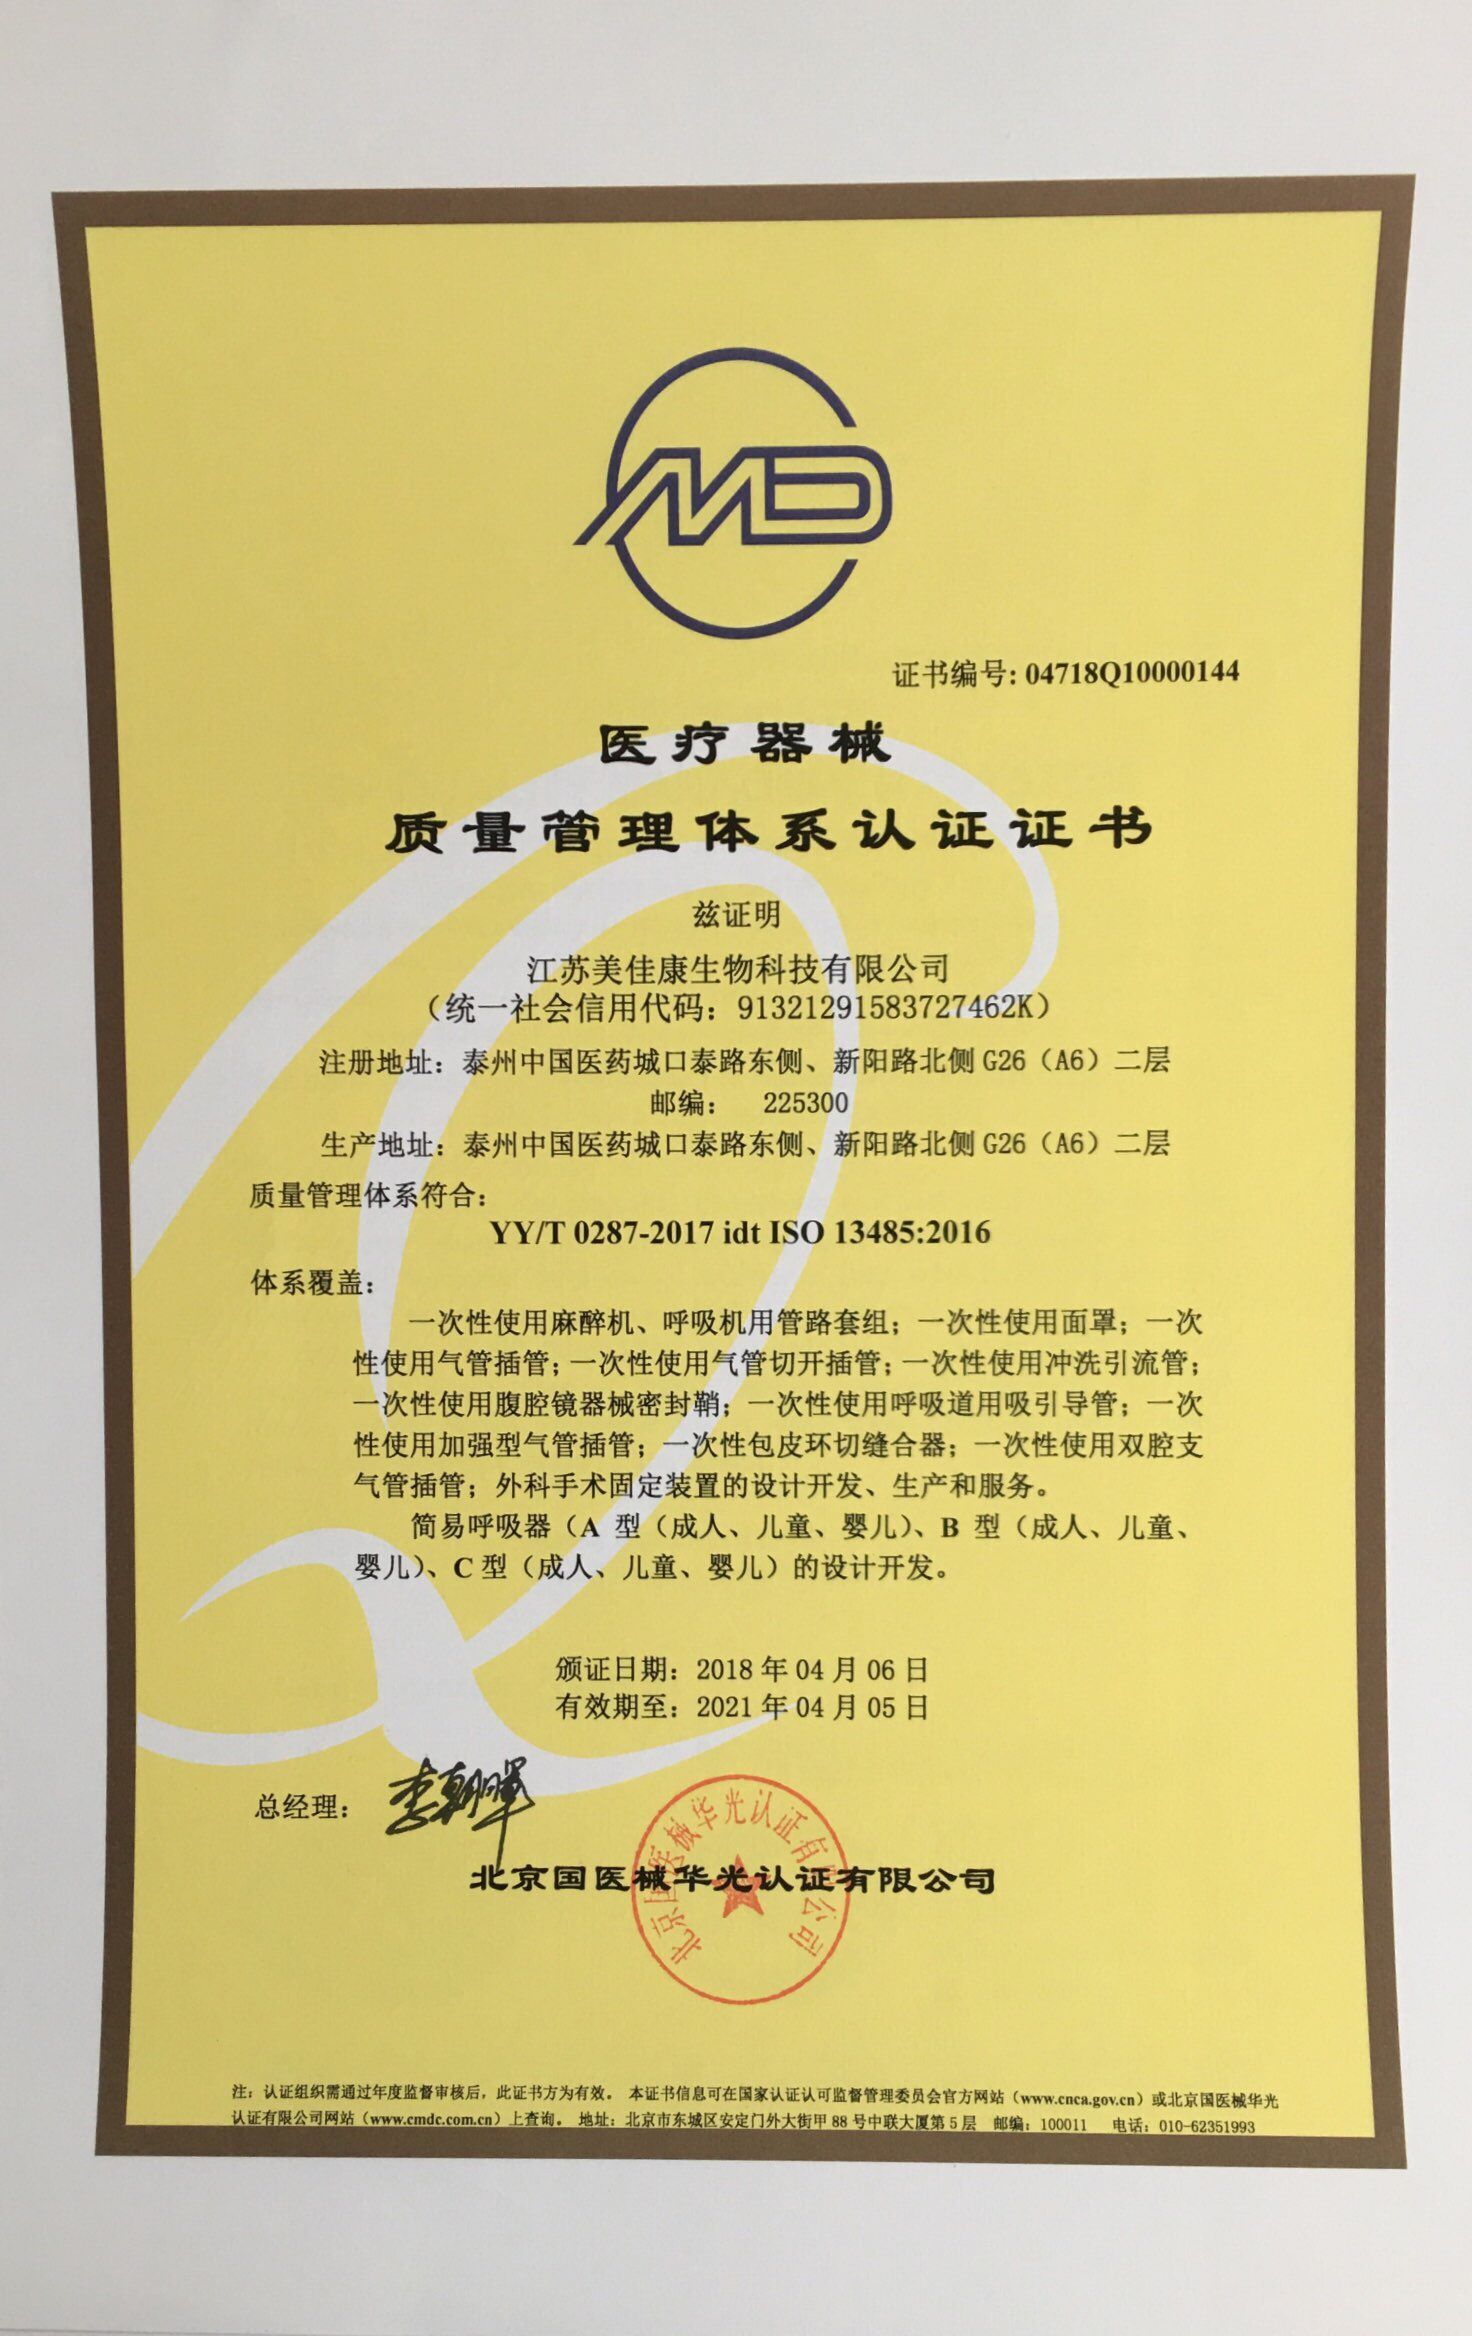 MD
证书编号: 04718Q10000144
医疗器械
质量管理体系认证证书
兹证明
江苏美佳康生物科技有限公司
（统一社会信用代码：91321291583727462K）
注册地址：泰州中国医药城口泰路东侧、新阳路北侧 G26（A6）二层
邮编： 225300
生产地址：泰州中国医药城口泰路东侧、新阳路北侧 G26（A6）二层
质量管理体系符合：
YY/T 0287-2017 idt ISO 13485:2016
体系覆盖：
一次性使用麻醉机、呼吸机用管路套组；一次性使用面罩；一次
性使用气管插管；一次性使用气管切开插管；一次性使用冲洗引流管；
一次性使用腹腔镜器械密封鞘；一次性使用呼吸道用吸引导管；一次
性使用加强型气管插管；一次性包皮环切缝合器；一次性使用双腔支
气管插管；外科手术固定装置的设计开发、生产和服务。
简易呼吸器（A 型（成人、儿童、婴儿）、B 型（成人、儿童、
婴儿）、C 型（成人、儿童、婴儿）的设计开发。
颁证日期：2018 年 04 月 06 日
有效期至：2021 年 04 月 05 日
总经理： 李朝晖
北京国医械华光认证有限公司
北京国医械华光认证有限公司
注：认证组织需通过年度监督审核后，此证书方为有效。 本证书信息可在国家认证认可监督管理委员会官方网站（www.cnca.gov.cn）或北京国医械华光
认证有限公司网站（www.cmdc.com.cn）上查询。 地址：北京市东城区安定门外大街甲 88 号中联大厦第 5 层 邮编：100011 电话：010-62351993